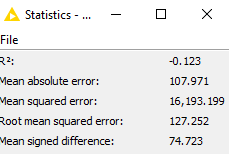 Statistics - ...
File
R²: -0.123
Mean absolute error: 107.971
Mean squared error: 16,193.199
Root mean squared error: 127.252
Mean signed difference: 74.723